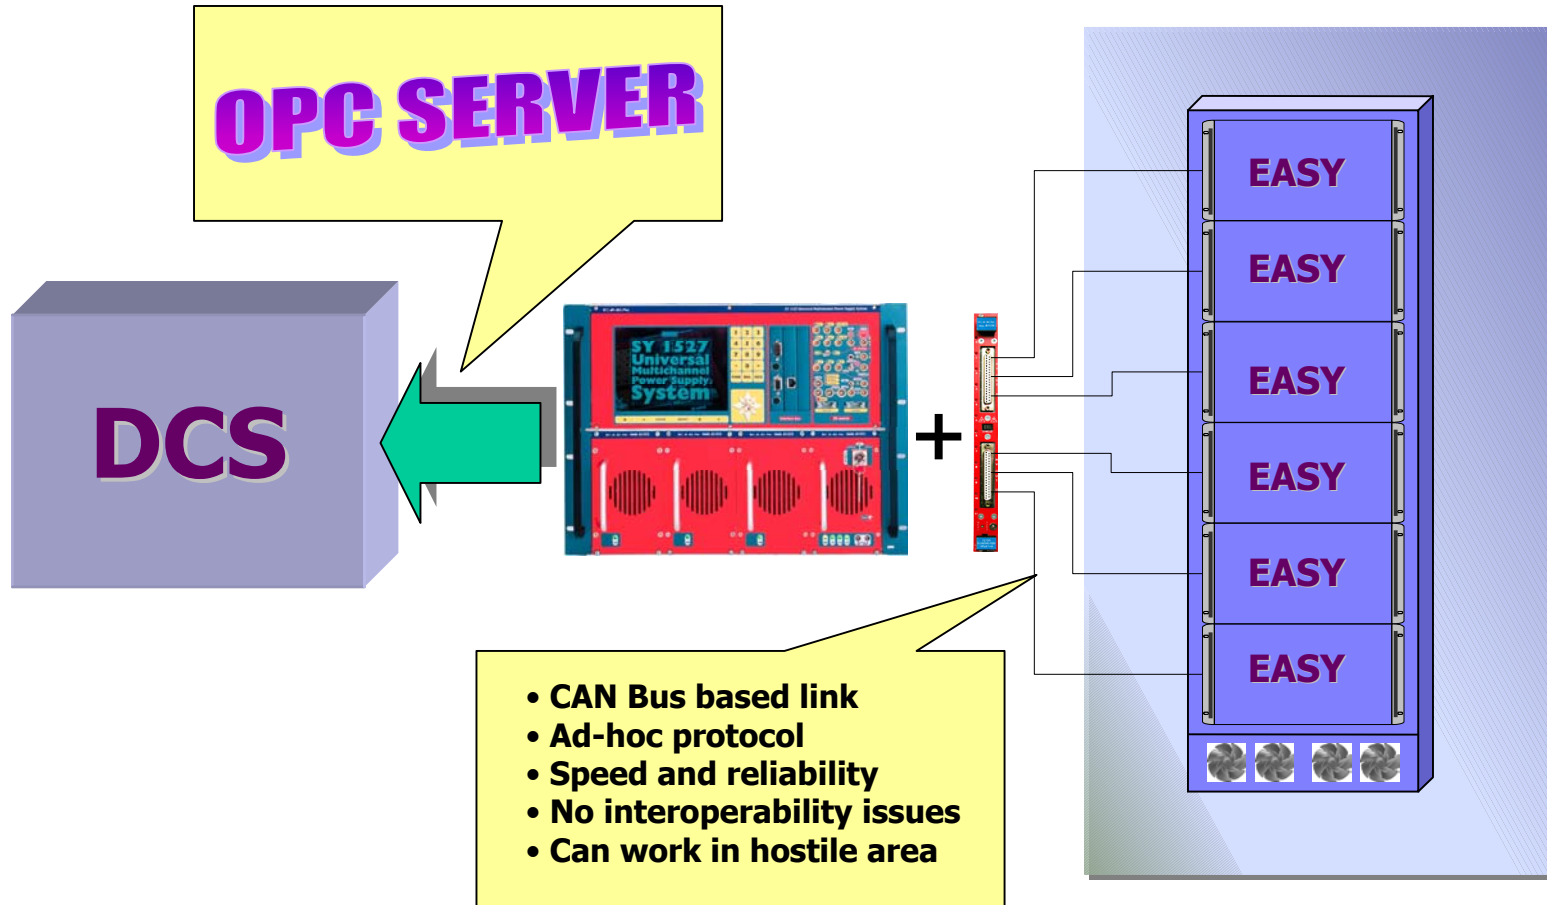 OPC SERVER
DCS
SY 1527
Universal
Multichannel
Power Supply
System
+
EASY
EASY
EASY
EASY
EASY
EASY
• CAN Bus based link
• Ad-hoc protocol
• Speed and reliability
• No interoperability issues
• Can work in hostile area